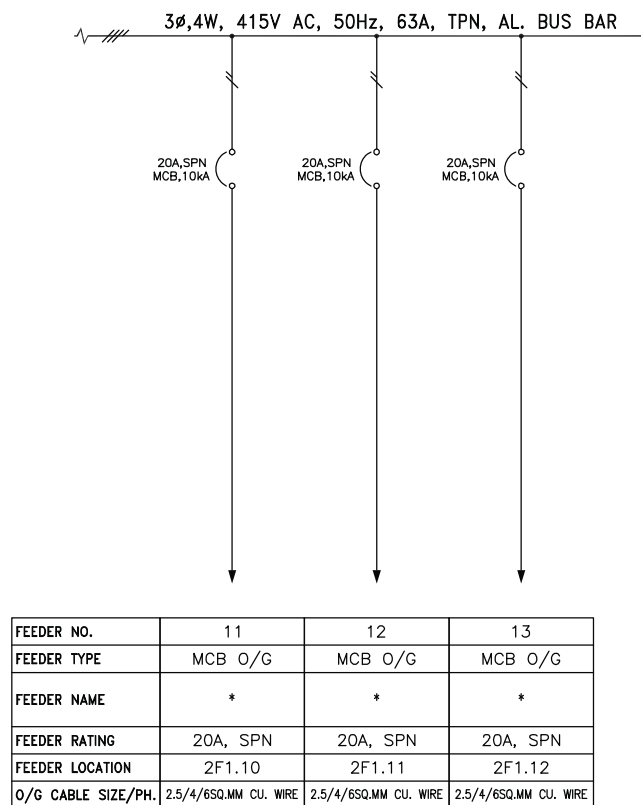 3ø,4W, 415V AC, 50Hz, 63A, TPN, AL. BUS BAR
20A,SPN
MCB,10kA
20A,SPN
MCB,10kA
20A,SPN
MCB,10kA
FEEDER NO. 11 12 13
FEEDER TYPE MCB O/G MCB O/G MCB O/G
FEEDER NAME * * *
FEEDER RATING 20A, SPN 20A, SPN 20A, SPN
FEEDER LOCATION 2F1.10 2F1.11 2F1.12
O/G CABLE SIZE/PH. 2.5/4/6SQ.MM CU. WIRE 2.5/4/6SQ.MM CU. WIRE 2.5/4/6SQ.MM CU. WIRE